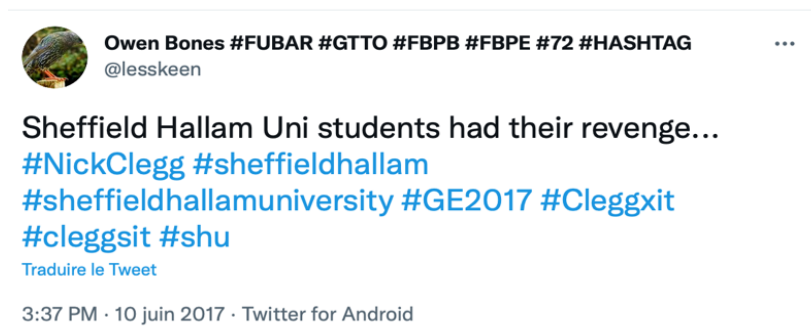 Owen Bones #FUBAR #GTTO #FBPB #FBPE #72 #HASHTAG
@lesskeen
Sheffield Hallam Uni students had their revenge...
#NickClegg #sheffieldhallam
#sheffieldhallamuniversity #GE2017 #Cleggxit
#cleggsit #shu
Traduire le Tweet
3:37 PM · 10 juin 2017 · Twitter for Android